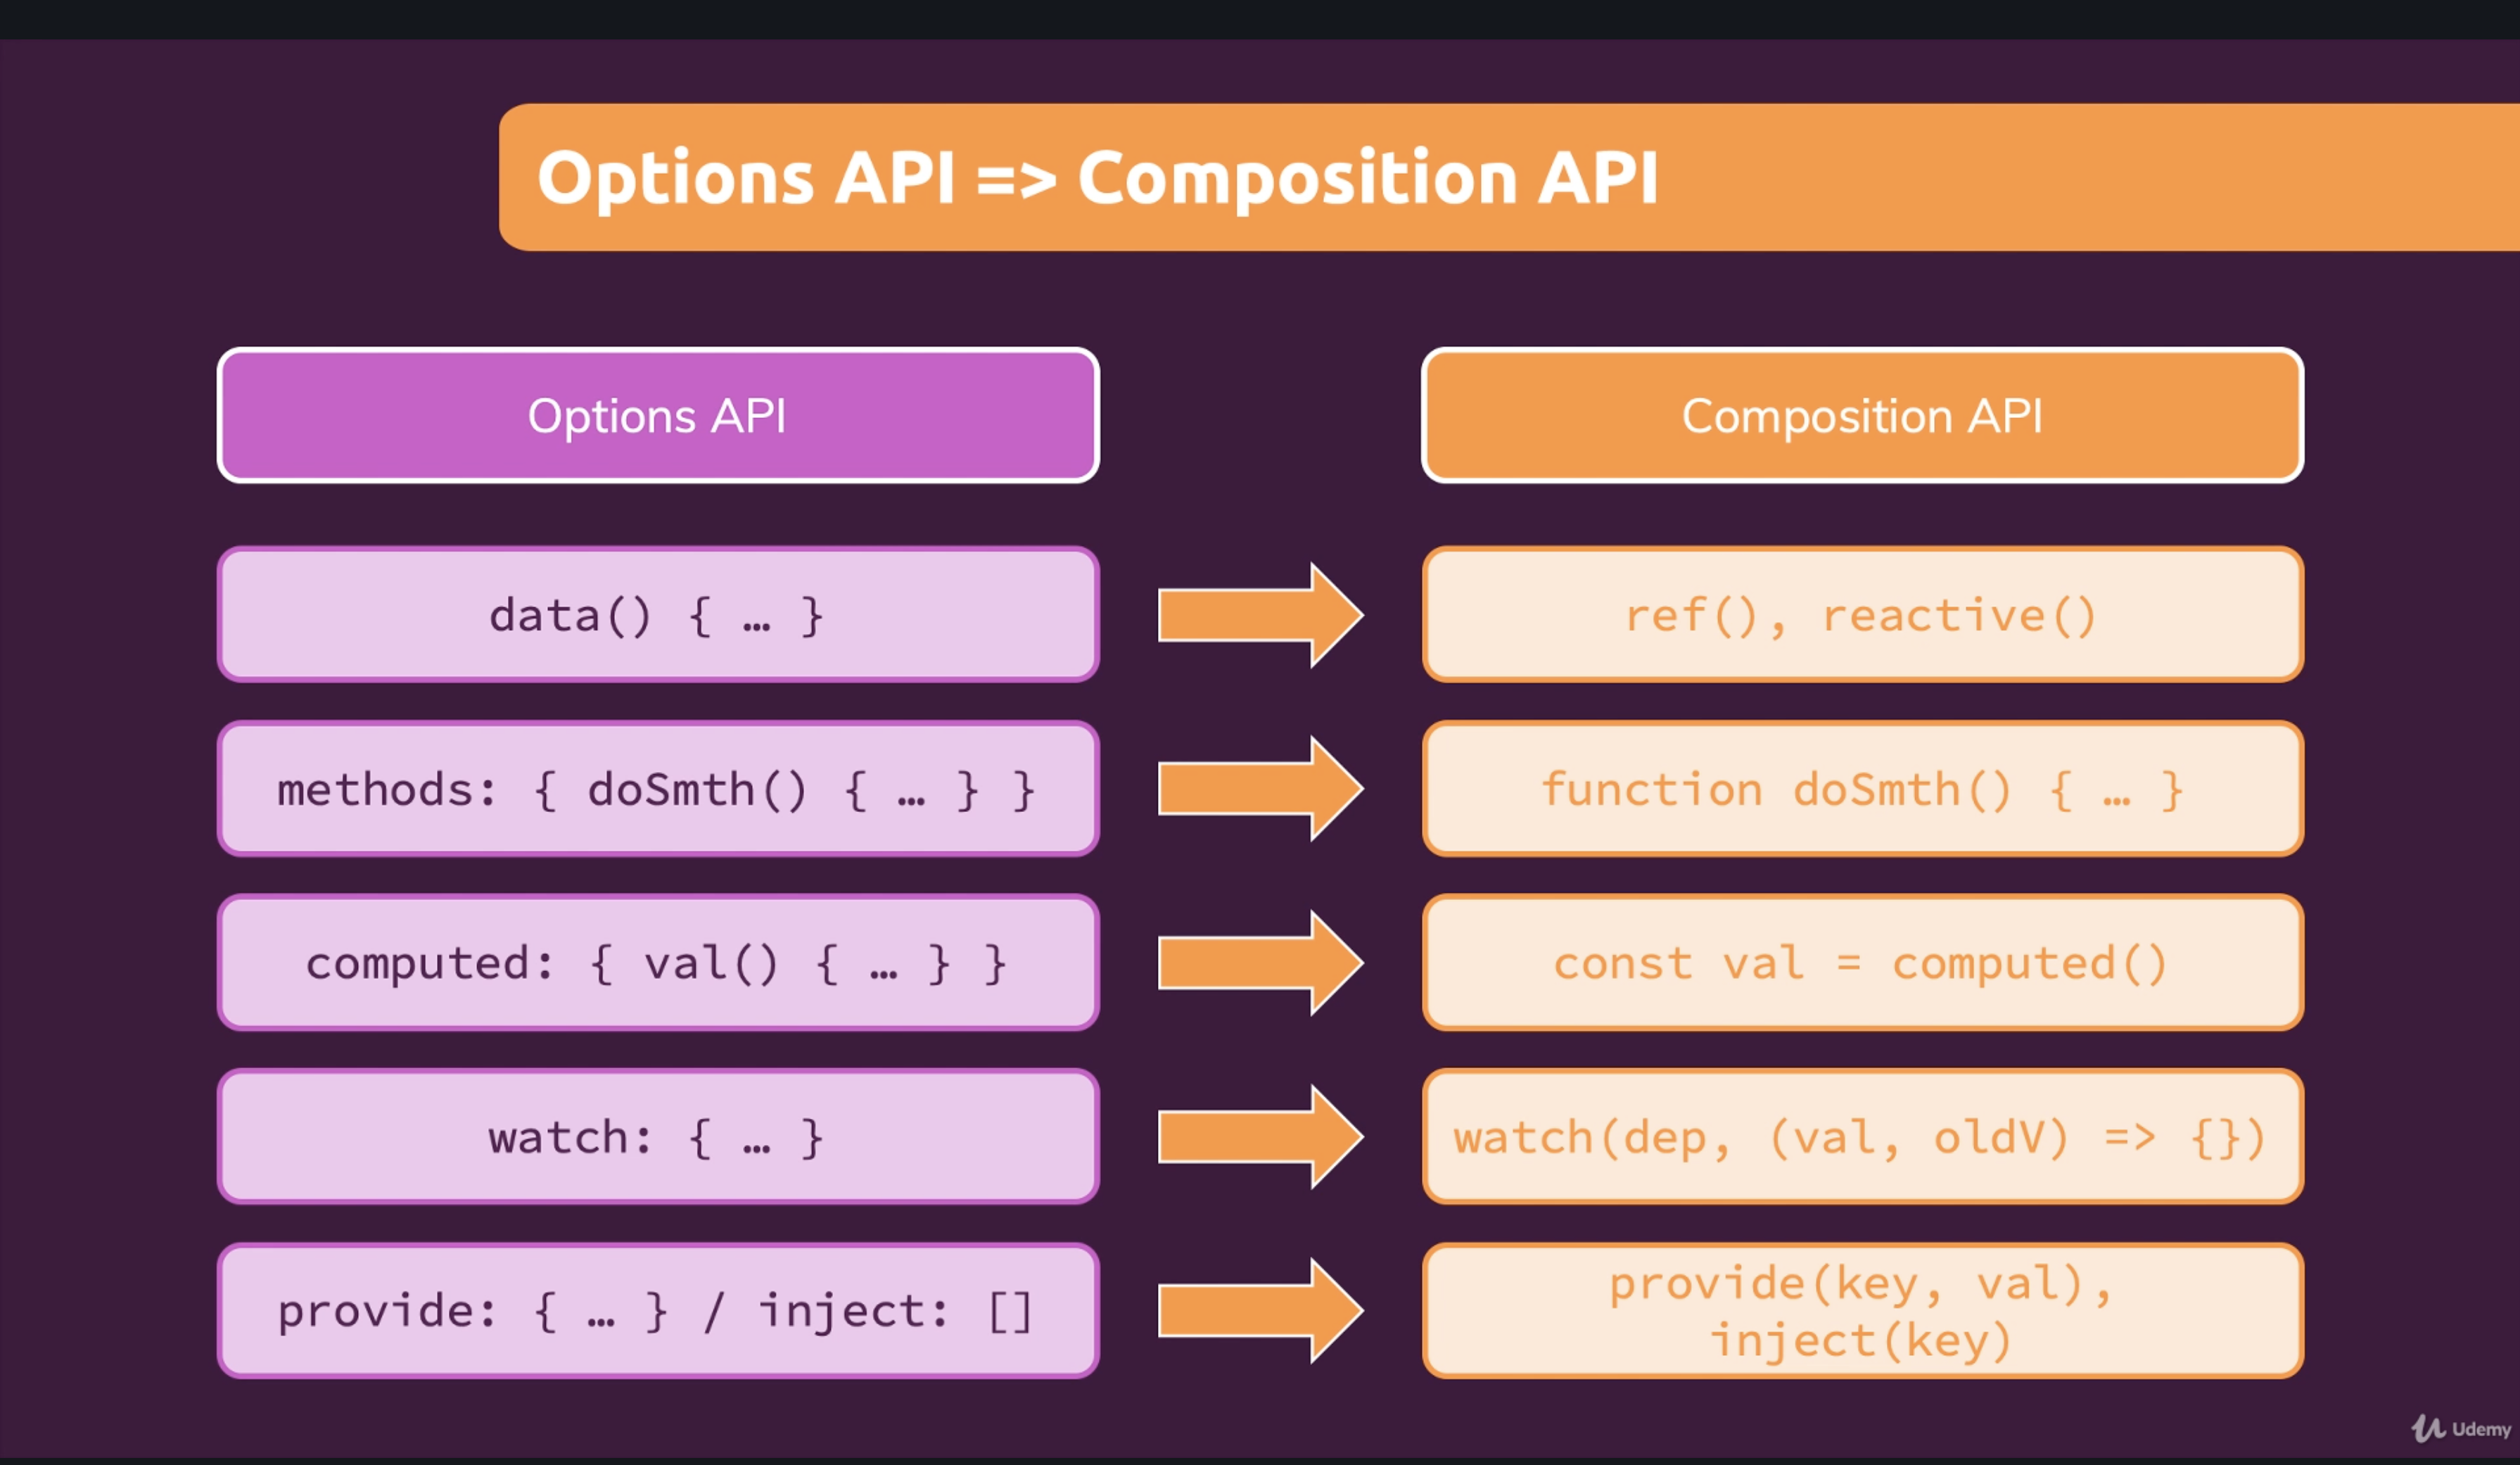 Options API => Composition API
Options API
Composition API
data() { … }
ref(), reactive()
methods: { doSmth() { … } }
function doSmth() { … }
computed: { val() { … } }
const val = computed()
watch: { … }
watch(dep, (val, oldV) => {})
provide: { … } / inject: []
provide(key, val),
inject(key)
Udemy